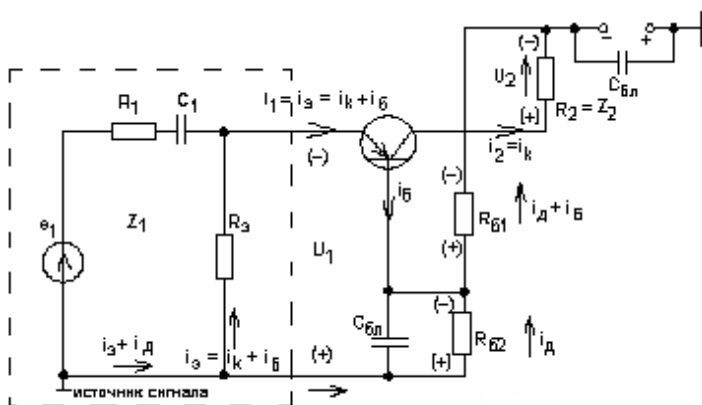 (−)
− +
U₂
Cбл
R₁ C₁
I₁ = iэ = iк + iб
(+)
R₂ = Z₂
(−)
i₂=iк
e₁
Z₁
Rэ
U₁
iб
(−)
Rб1
iд + iб
(+)
Cбл
(−)
Rб2
iд
iэ + iд
iэ = iк + iб
(+)
(+)
источник сигнала